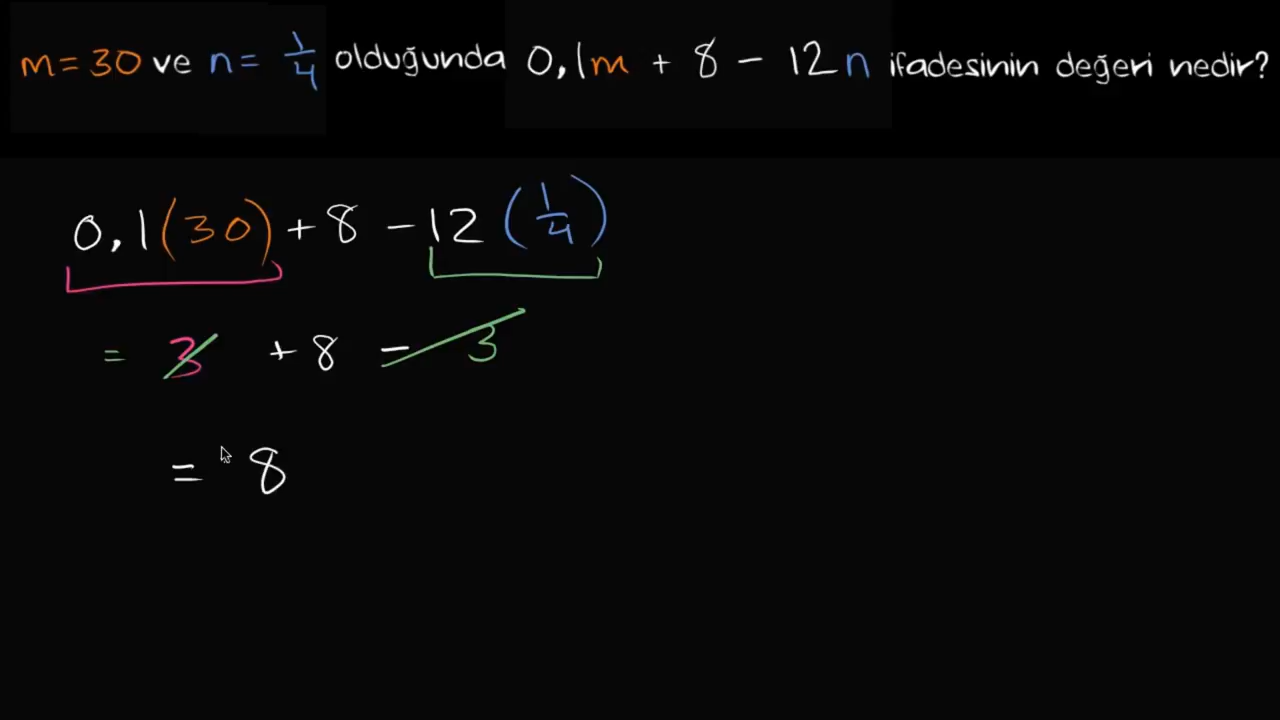 m = 30 ve n = 1/4 olduğunda 0,1m + 8 - 12n ifadesinin değeri nedir?
0,1(30) + 8 - 12(1/4)
= 3 + 8 - 3
= 8